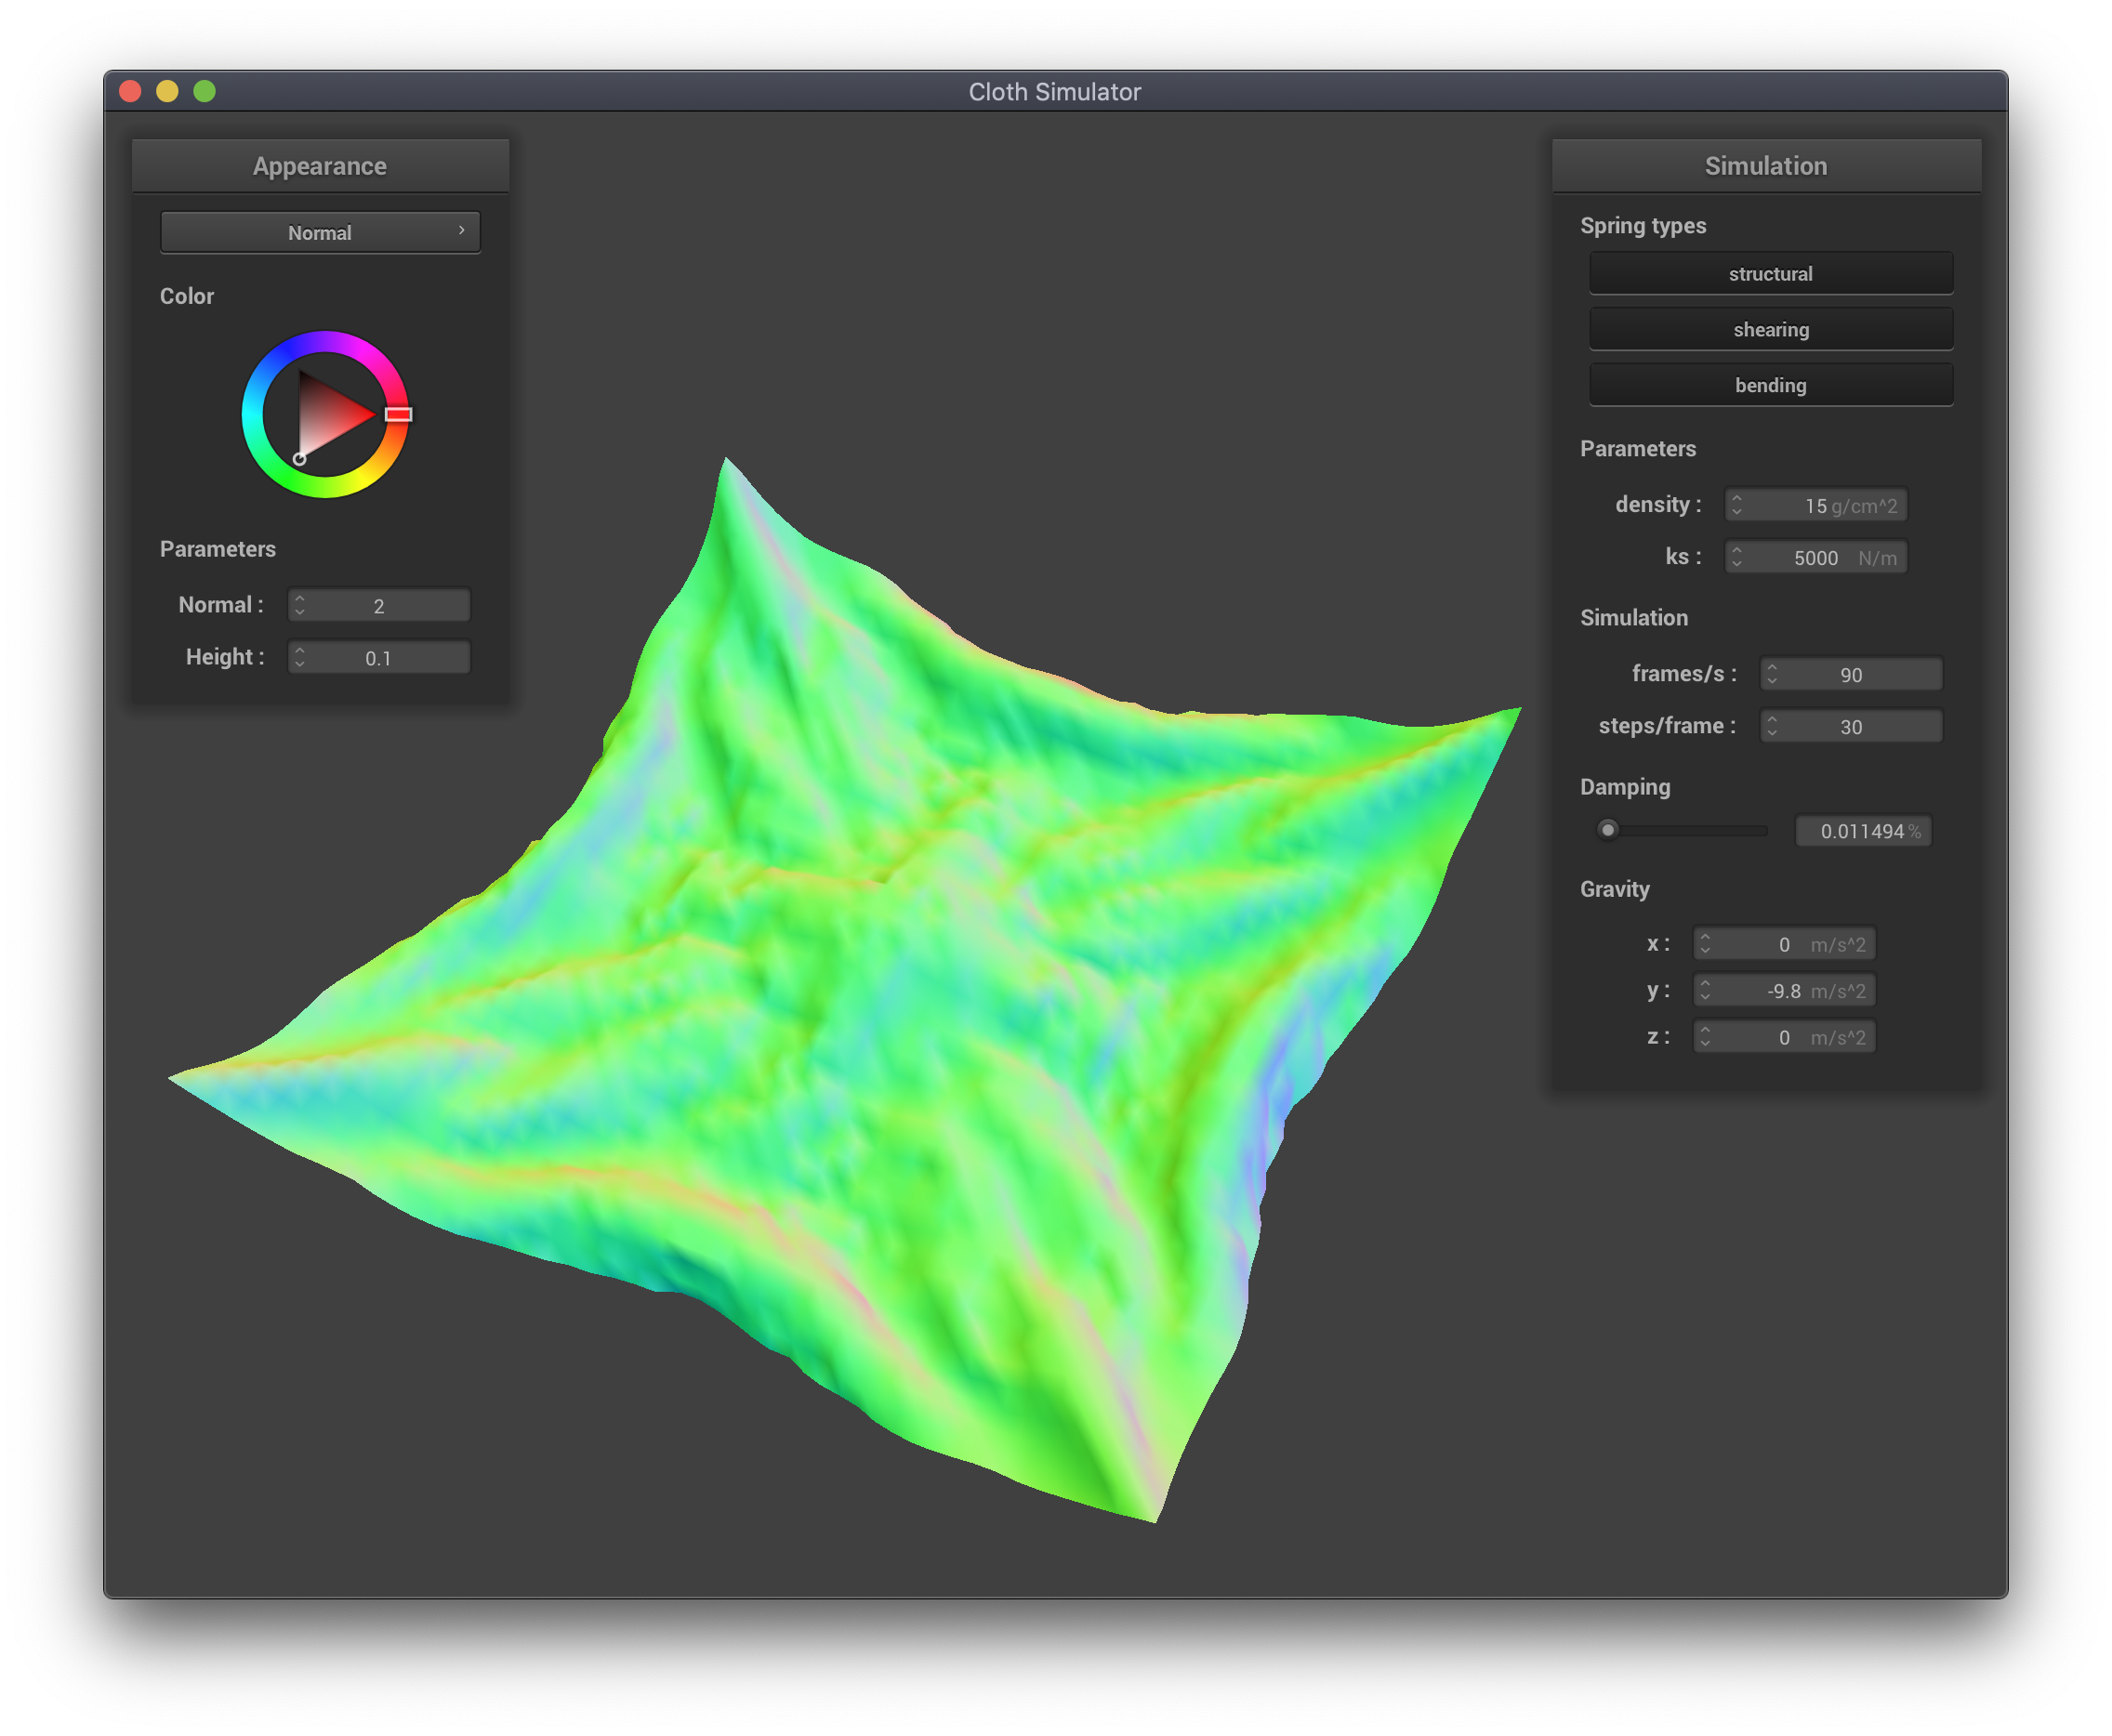 Cloth Simulator
Appearance
Normal
Color
Parameters
Normal : 2
Height : 0.1
Simulation
Spring types
structural
shearing
bending
Parameters
density : 15 g/cm^2
ks : 5000 N/m
Simulation
frames/s : 90
steps/frame : 30
Damping
0.011494 %
Gravity
x : 0 m/s^2
y : -9.8 m/s^2
z : 0 m/s^2